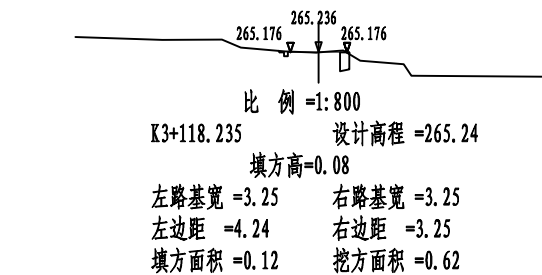 265.236
265.176 265.176
比 例 =1:800
K3+118.235 设计高程 =265.24
填方高=0.08
左路基宽 =3.25 右路基宽 =3.25
左边距 =4.24 右边距 =3.25
填方面积 =0.12 挖方面积 =0.62